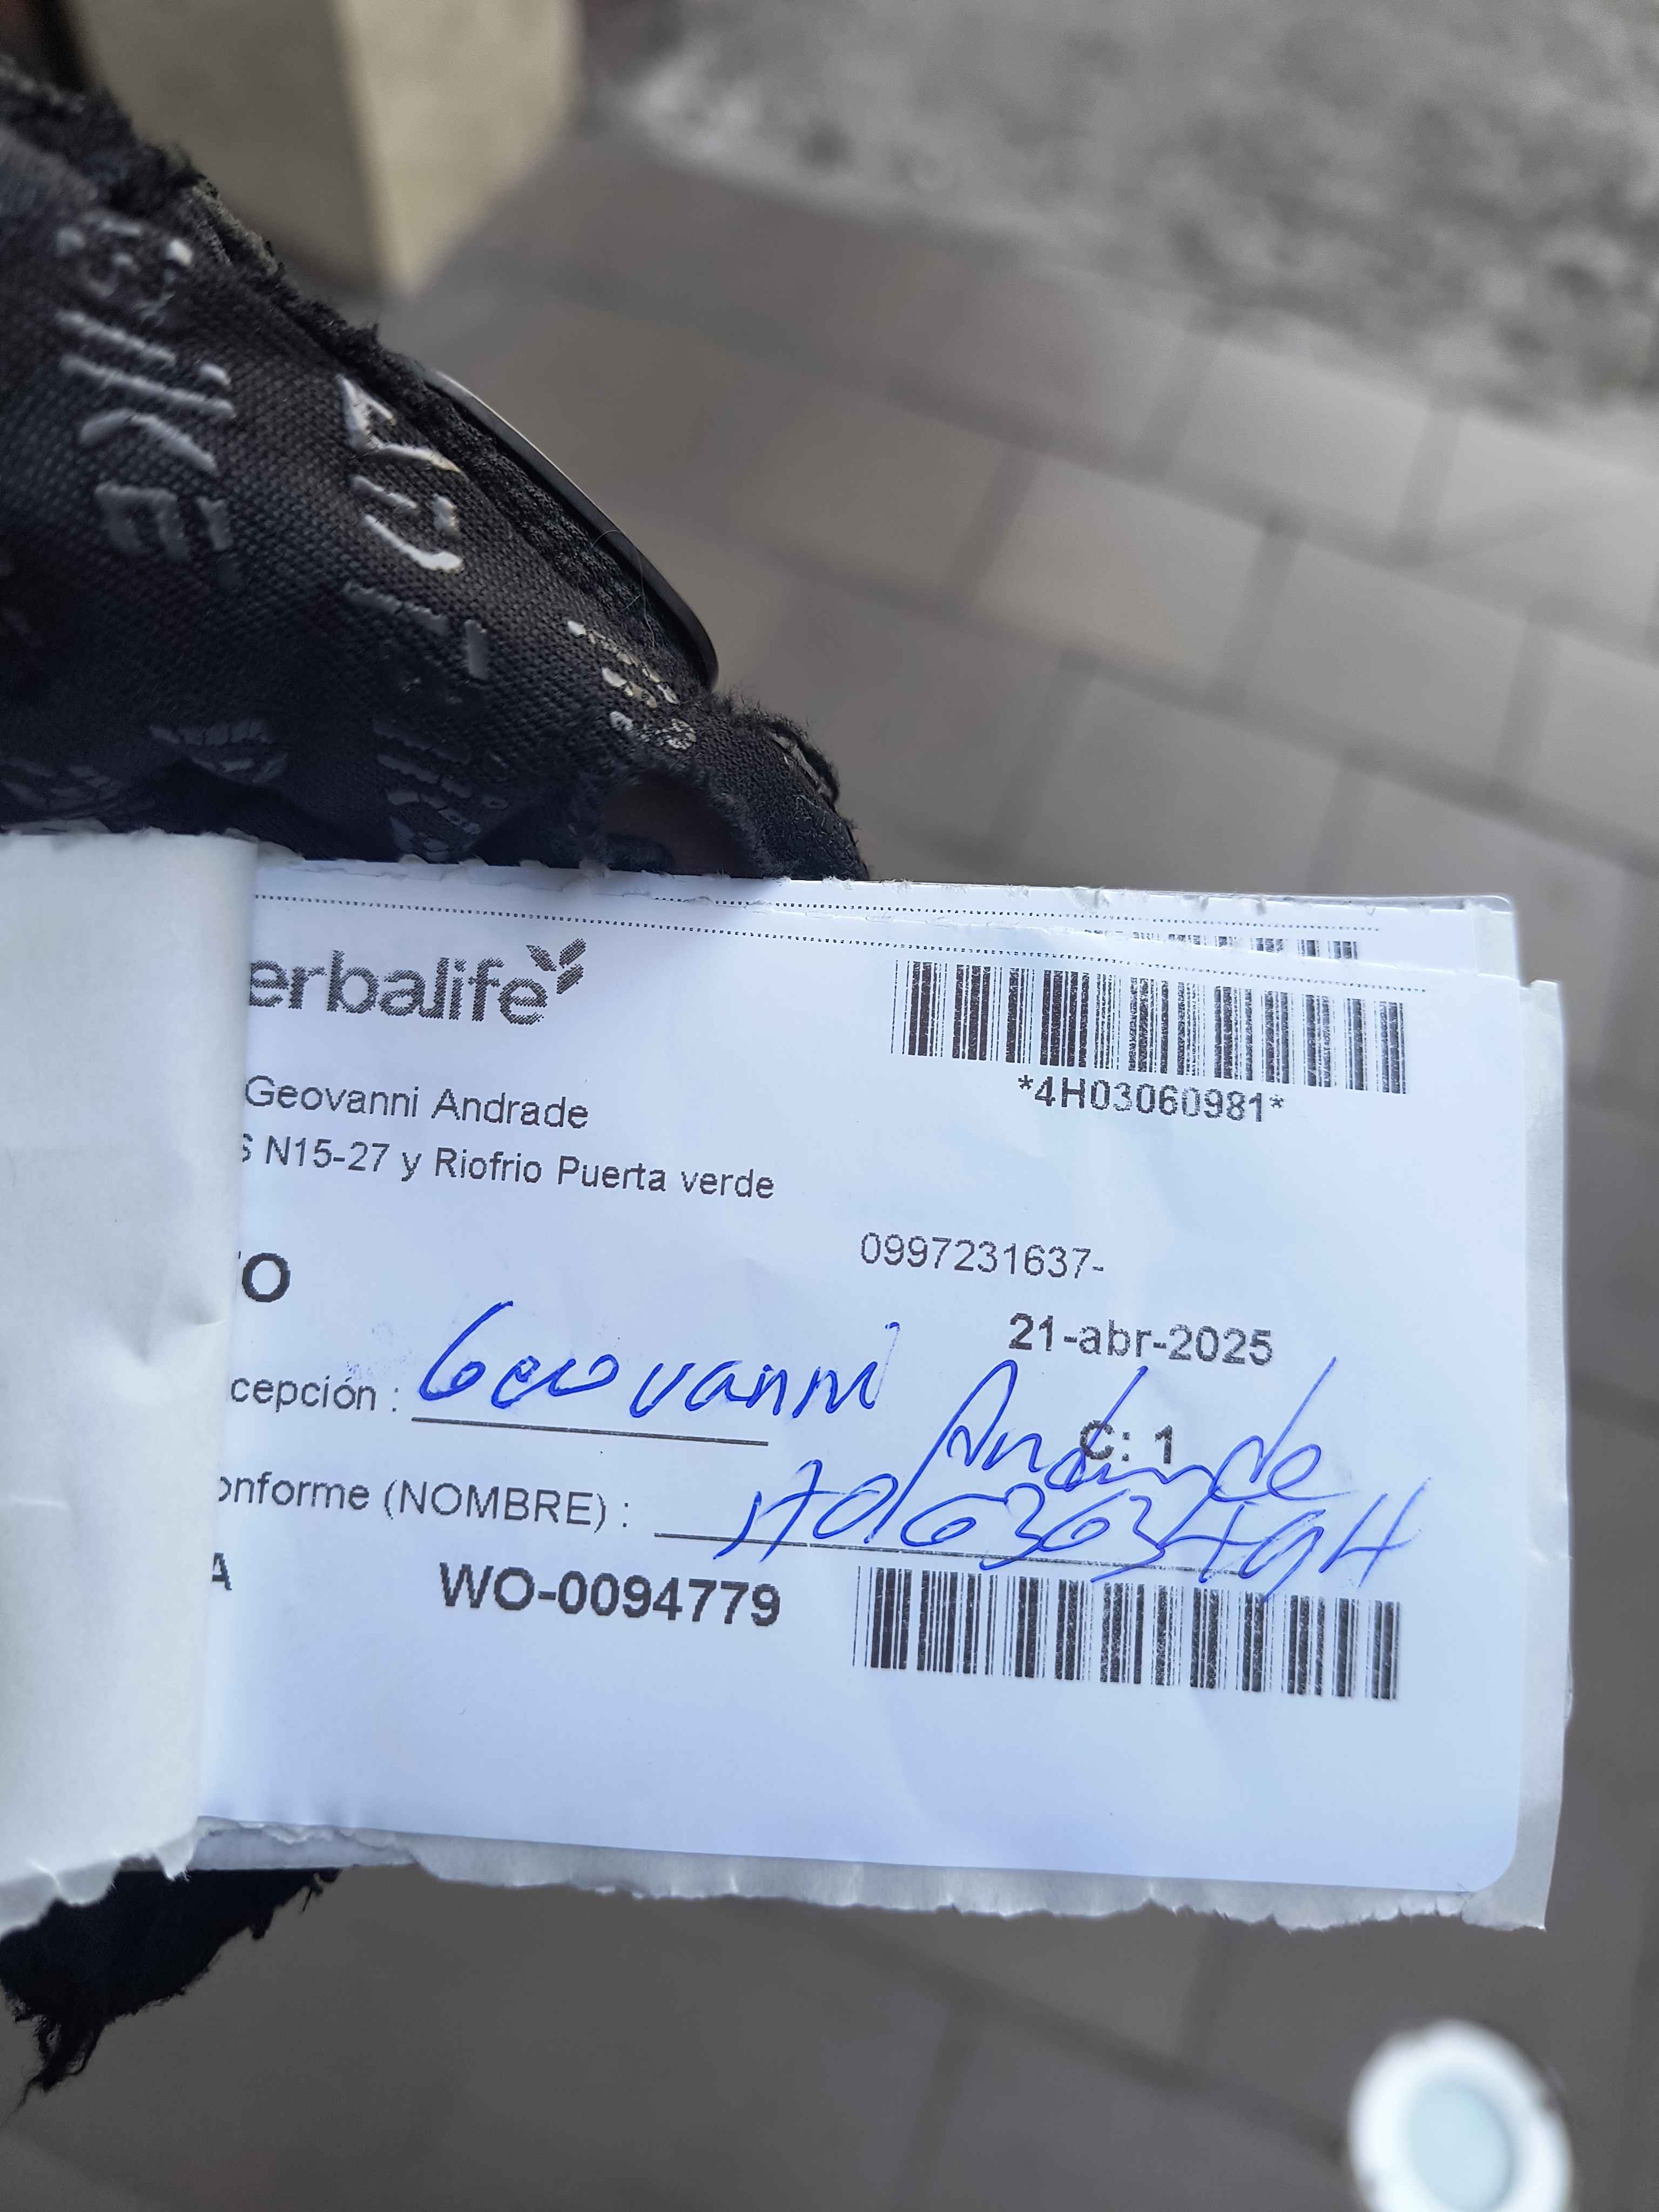 erbalife
*4H03060981*
Geovanni Andrade
S N15-27 y Riofrio Puerta verde
0997231637-
TO
21-abr-2025
cepción : Geovanni Andrade
C: 1
onforme (NOMBRE) :
A WO-0094779